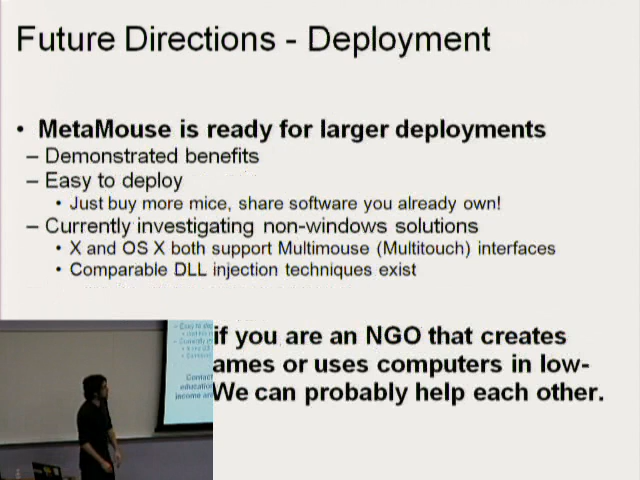 Future Directions - Deployment
• MetaMouse is ready for larger deployments
– Demonstrated benefits
– Easy to deploy
• Just buy more mice, share software you already own!
– Currently investigating non-windows solutions
• X and OS X both support Multimouse (Multitouch) interfaces
• Comparable DLL injection techniques exist
if you are an NGO that creates
ames or uses computers in low-
We can probably help each other.
Contact
education
income